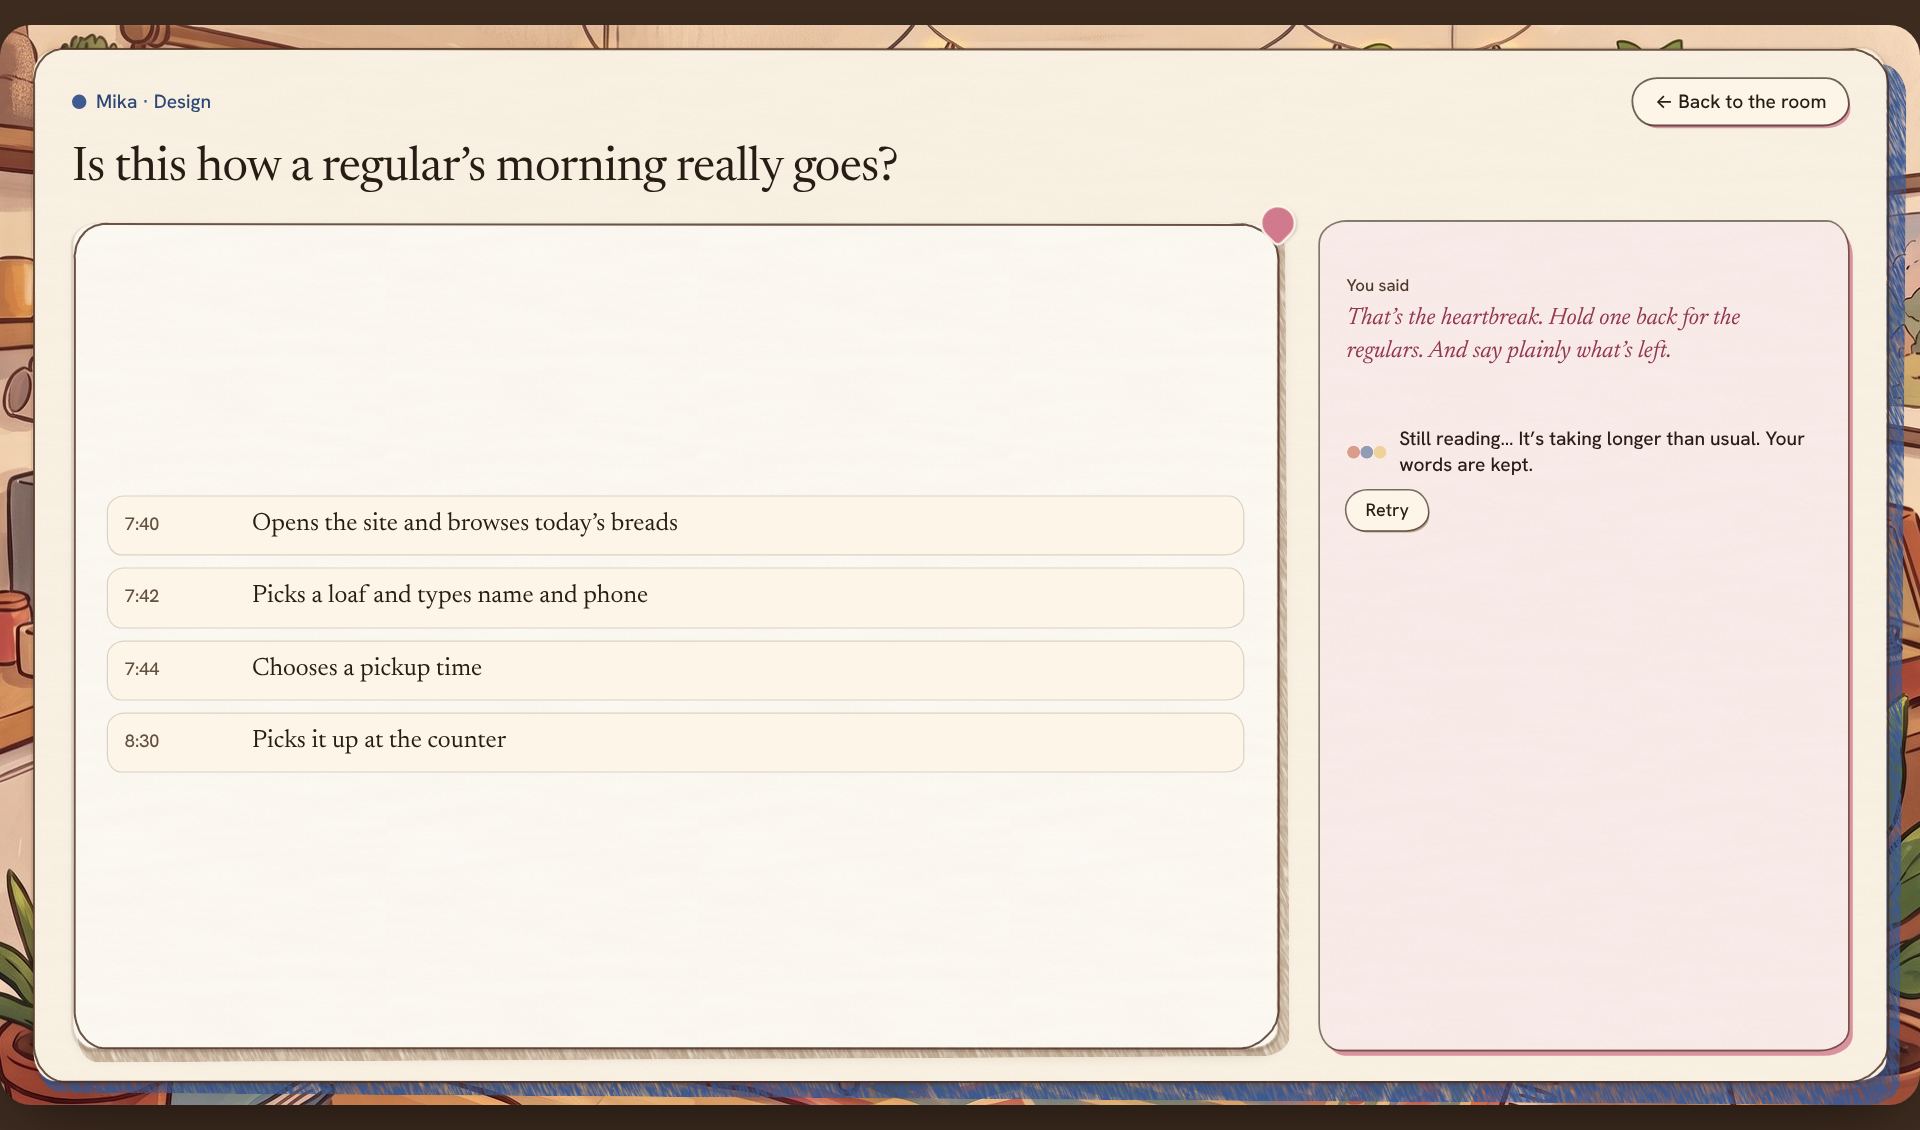 Mika · Design
← Back to the room
Is this how a regular’s morning really goes?
7:40 Opens the site and browses today’s breads
7:42 Picks a loaf and types name and phone
7:44 Chooses a pickup time
8:30 Picks it up at the counter
You said
That’s the heartbreak. Hold one back for the
regulars. And say plainly what’s left.
Still reading… It’s taking longer than usual. Your
words are kept.
Retry